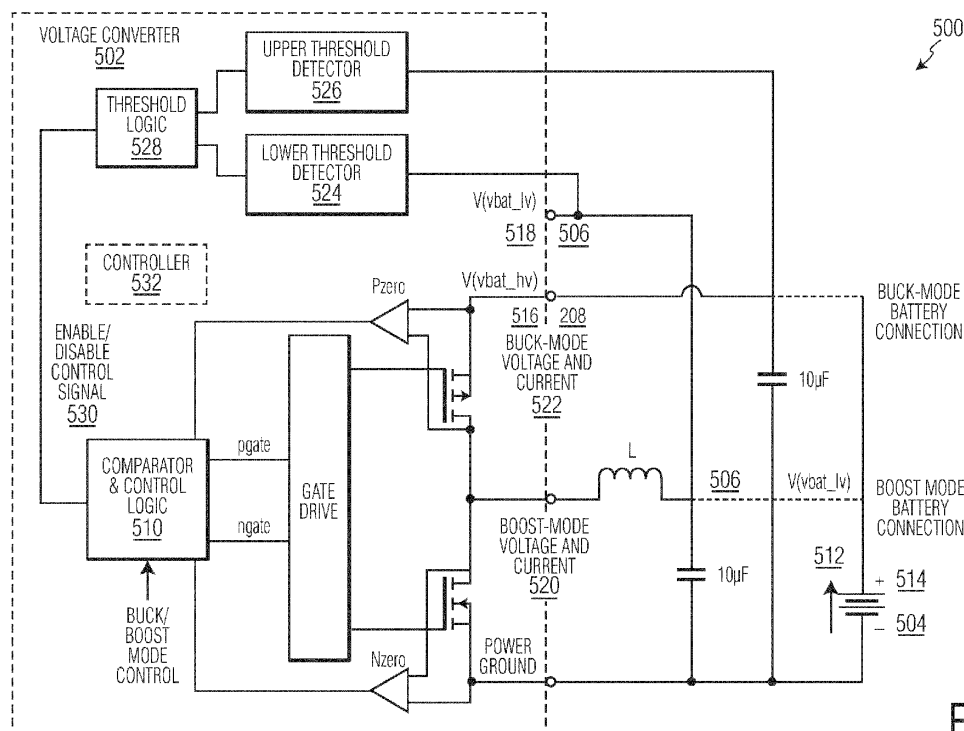 500
VOLTAGE CONVERTER
502
UPPER THRESHOLD
DETECTOR
526
THRESHOLD
LOGIC
528
LOWER THRESHOLD
DETECTOR
524
V(vbat_lv)
518
506
CONTROLLER
532
Pzero
V(vbat_hv)
516
208
BUCK-MODE
BATTERY
CONNECTION
ENABLE/
DISABLE
CONTROL
SIGNAL
530
BUCK-MODE
VOLTAGE AND
CURRENT
522
10µF
COMPARATOR
& CONTROL
LOGIC
510
pgate
ngate
GATE
DRIVE
L
506
V(vbat_lv)
BOOST MODE
BATTERY
CONNECTION
BOOST-MODE
VOLTAGE AND
CURRENT
520
10µF
512
+ 514
− 504
BUCK/
BOOST
MODE
CONTROL
Nzero
POWER
GROUND
F